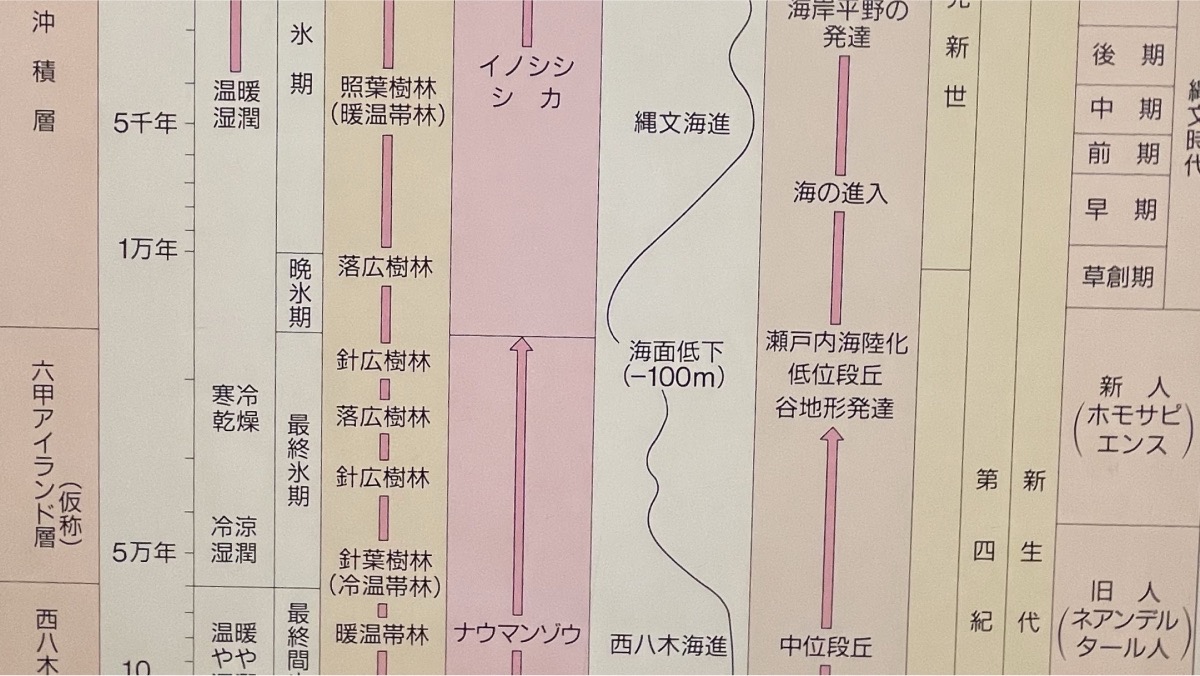 沖積層
六甲アイランド層
(仮称)
西八木
5千年
1万年
5万年
10
温暖
湿潤
寒冷
乾燥
冷涼
湿潤
温暖
やや
氷期
晩氷期
最終氷期
最終間
照葉樹林
(暖温帯林)
落広樹林
針広樹林
落広樹林
針広樹林
針葉樹林
(冷温帯林)
暖温帯林
イノシシ
シカ
ナウマンゾウ
縄文海進
海面低下
(−100m)
西八木海進
海岸平野の
発達
海の進入
瀬戸内海陸化
低位段丘
谷地形発達
中位段丘
新世
第四紀
新生代
後期
中期
前期
早期
草創期
縄文時代
新人
(ホモサピ
エンス)
旧人
(ネアンデル
タール人)